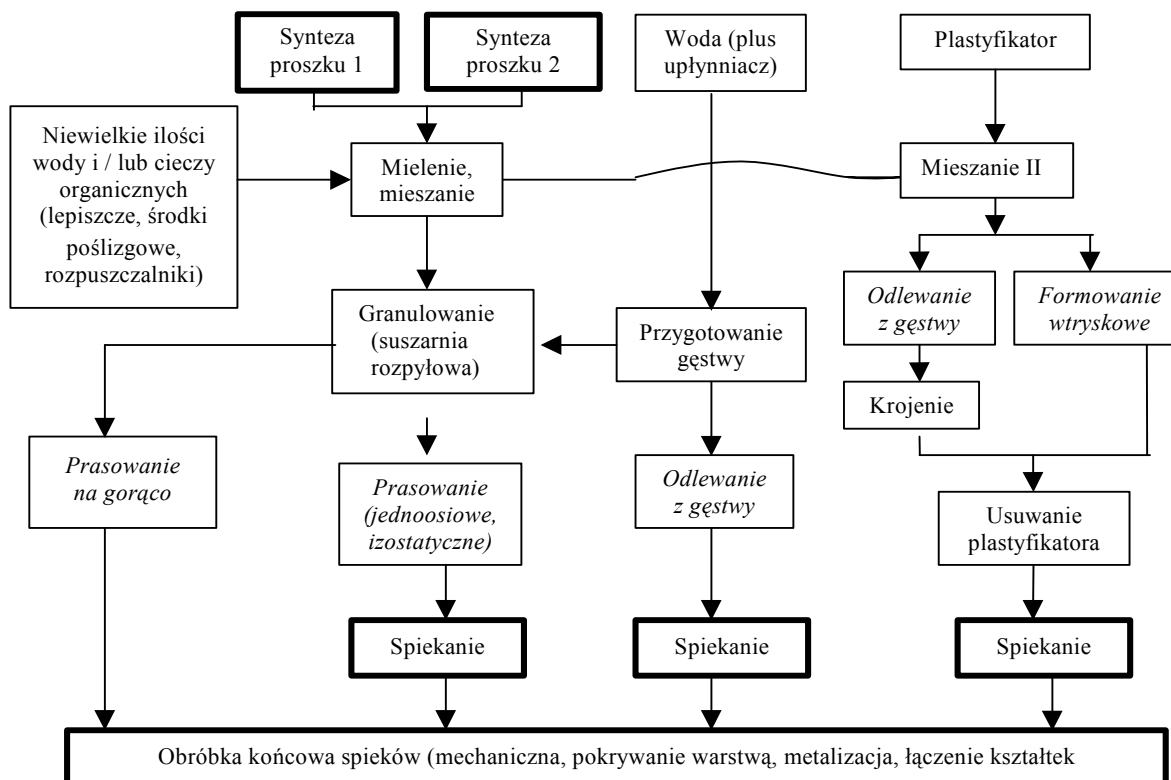 Synteza
proszku 1
Synteza
proszku 2
Woda (plus
upłynniacz)
Plastyfikator
Niewielkie ilości
wody i / lub cieczy
organicznych
(lepiszcze, środki
poślizgowe,
rozpuszczalniki)
Mielenie,
mieszanie
Mieszanie II
Granulowanie
(suszarnia
rozpyłowa)
Przygotowanie
gęstwy
Odlewanie
z gęstwy
Formowanie
wtryskowe
Krojenie
Prasowanie
na gorąco
Prasowanie
(jednoosiowe,
izostatyczne)
Odlewanie
z gęstwy
Usuwanie
plastyfikatora
Spiekanie
Spiekanie
Spiekanie
Obróbka końcowa spieków (mechaniczna, pokrywanie warstwą, metalizacja, łączenie kształtek